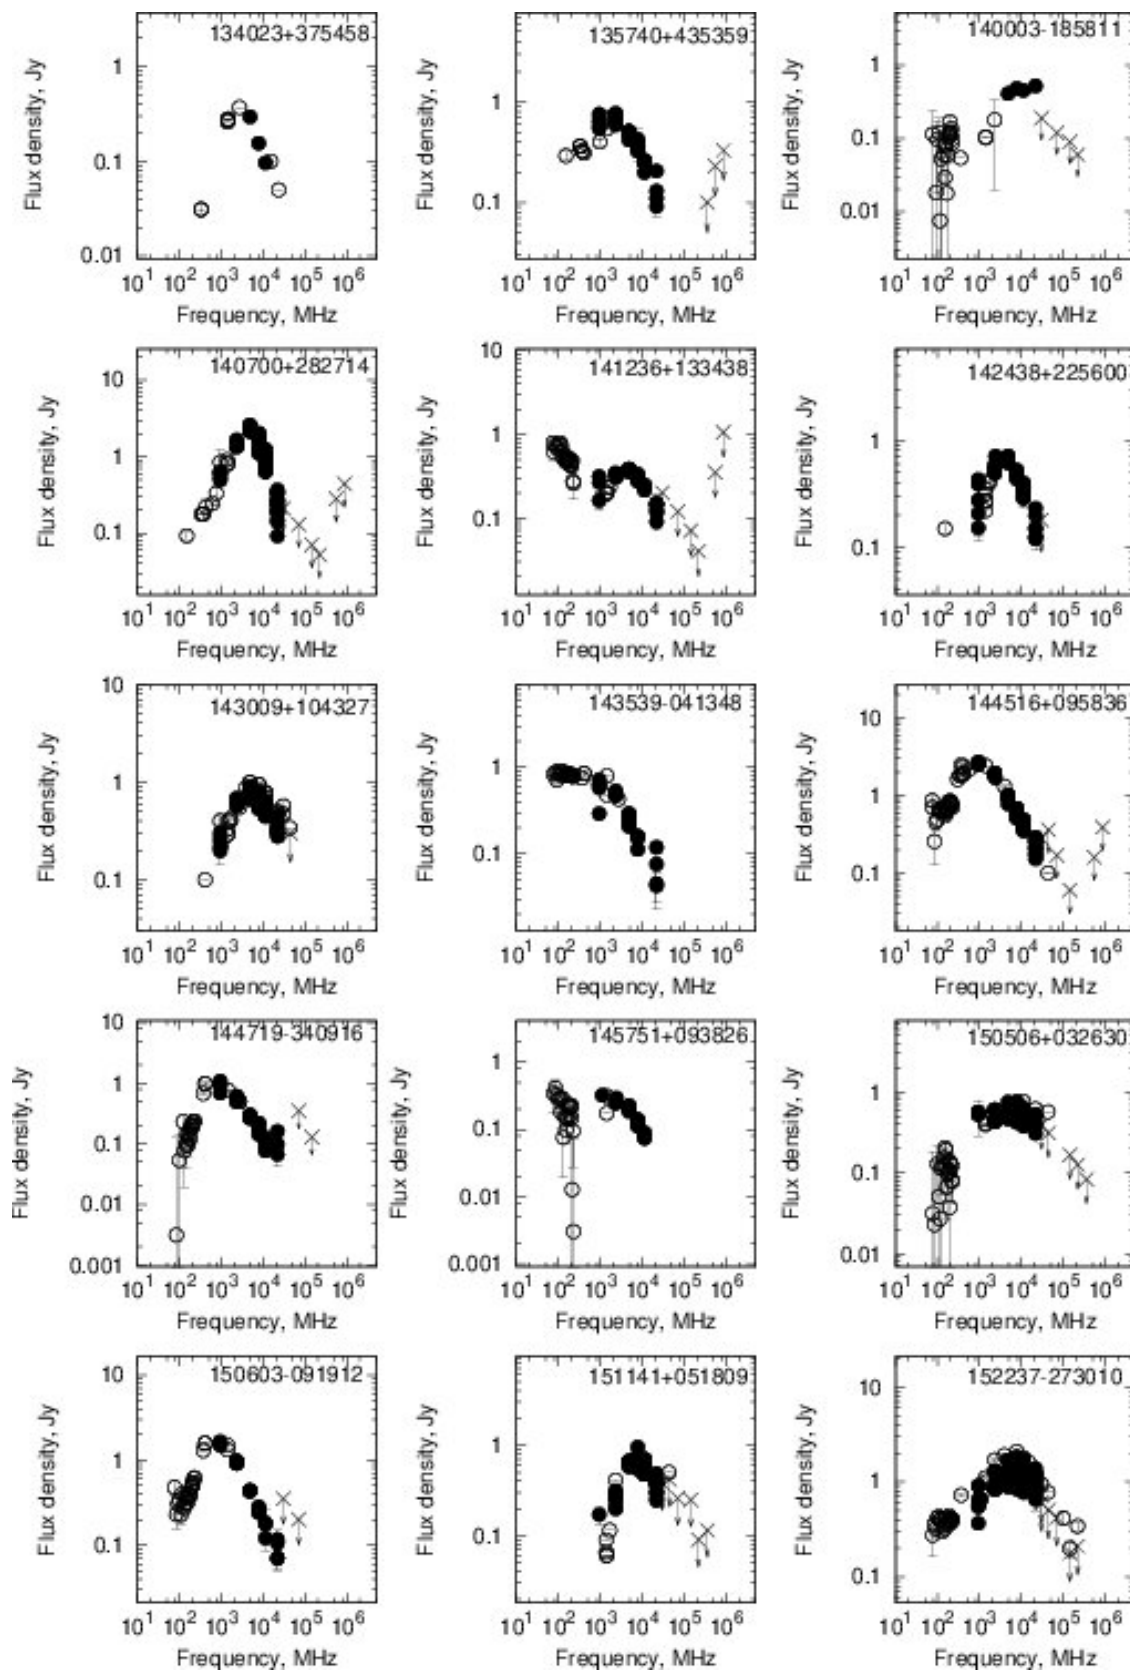 134023+375458 135740+435359 140003-185811
Flux density, Jy Flux density, Jy Flux density, Jy
1 1 1
0.1 0.1 0.1
0.01 0.01
10¹ 10² 10³ 10⁴ 10⁵ 10⁶ 10¹ 10² 10³ 10⁴ 10⁵ 10⁶ 10¹ 10² 10³ 10⁴ 10⁵ 10⁶
Frequency, MHz Frequency, MHz Frequency, MHz
140700+282714 141236+133438 142438+225600
Flux density, Jy Flux density, Jy Flux density, Jy
10 10
1 1 1
0.1 0.1 0.1
10¹ 10² 10³ 10⁴ 10⁵ 10⁶ 10¹ 10² 10³ 10⁴ 10⁵ 10⁶ 10¹ 10² 10³ 10⁴ 10⁵ 10⁶
Frequency, MHz Frequency, MHz Frequency, MHz
143009+104327 143539-041348 144516+095836
Flux density, Jy Flux density, Jy Flux density, Jy
10 10
1 1 1
0.1 0.1 0.1
10¹ 10² 10³ 10⁴ 10⁵ 10⁶ 10¹ 10² 10³ 10⁴ 10⁵ 10⁶ 10¹ 10² 10³ 10⁴ 10⁵ 10⁶
Frequency, MHz Frequency, MHz Frequency, MHz
144719-340916 145751+093826 150506+032630
Flux density, Jy Flux density, Jy Flux density, Jy
10
1 1 1
0.1 0.1 0.1
0.01 0.01 0.01
0.001 0.001
10¹ 10² 10³ 10⁴ 10⁵ 10⁶ 10¹ 10² 10³ 10⁴ 10⁵ 10⁶ 10¹ 10² 10³ 10⁴ 10⁵ 10⁶
Frequency, MHz Frequency, MHz Frequency, MHz
150603-091912 151141+051809 152237-273010
Flux density, Jy Flux density, Jy Flux density, Jy
10 10
1 1 1
0.1 0.1 0.1
10¹ 10² 10³ 10⁴ 10⁵ 10⁶ 10¹ 10² 10³ 10⁴ 10⁵ 10⁶ 10¹ 10² 10³ 10⁴ 10⁵ 10⁶
Frequency, MHz Frequency, MHz Frequency, MHz